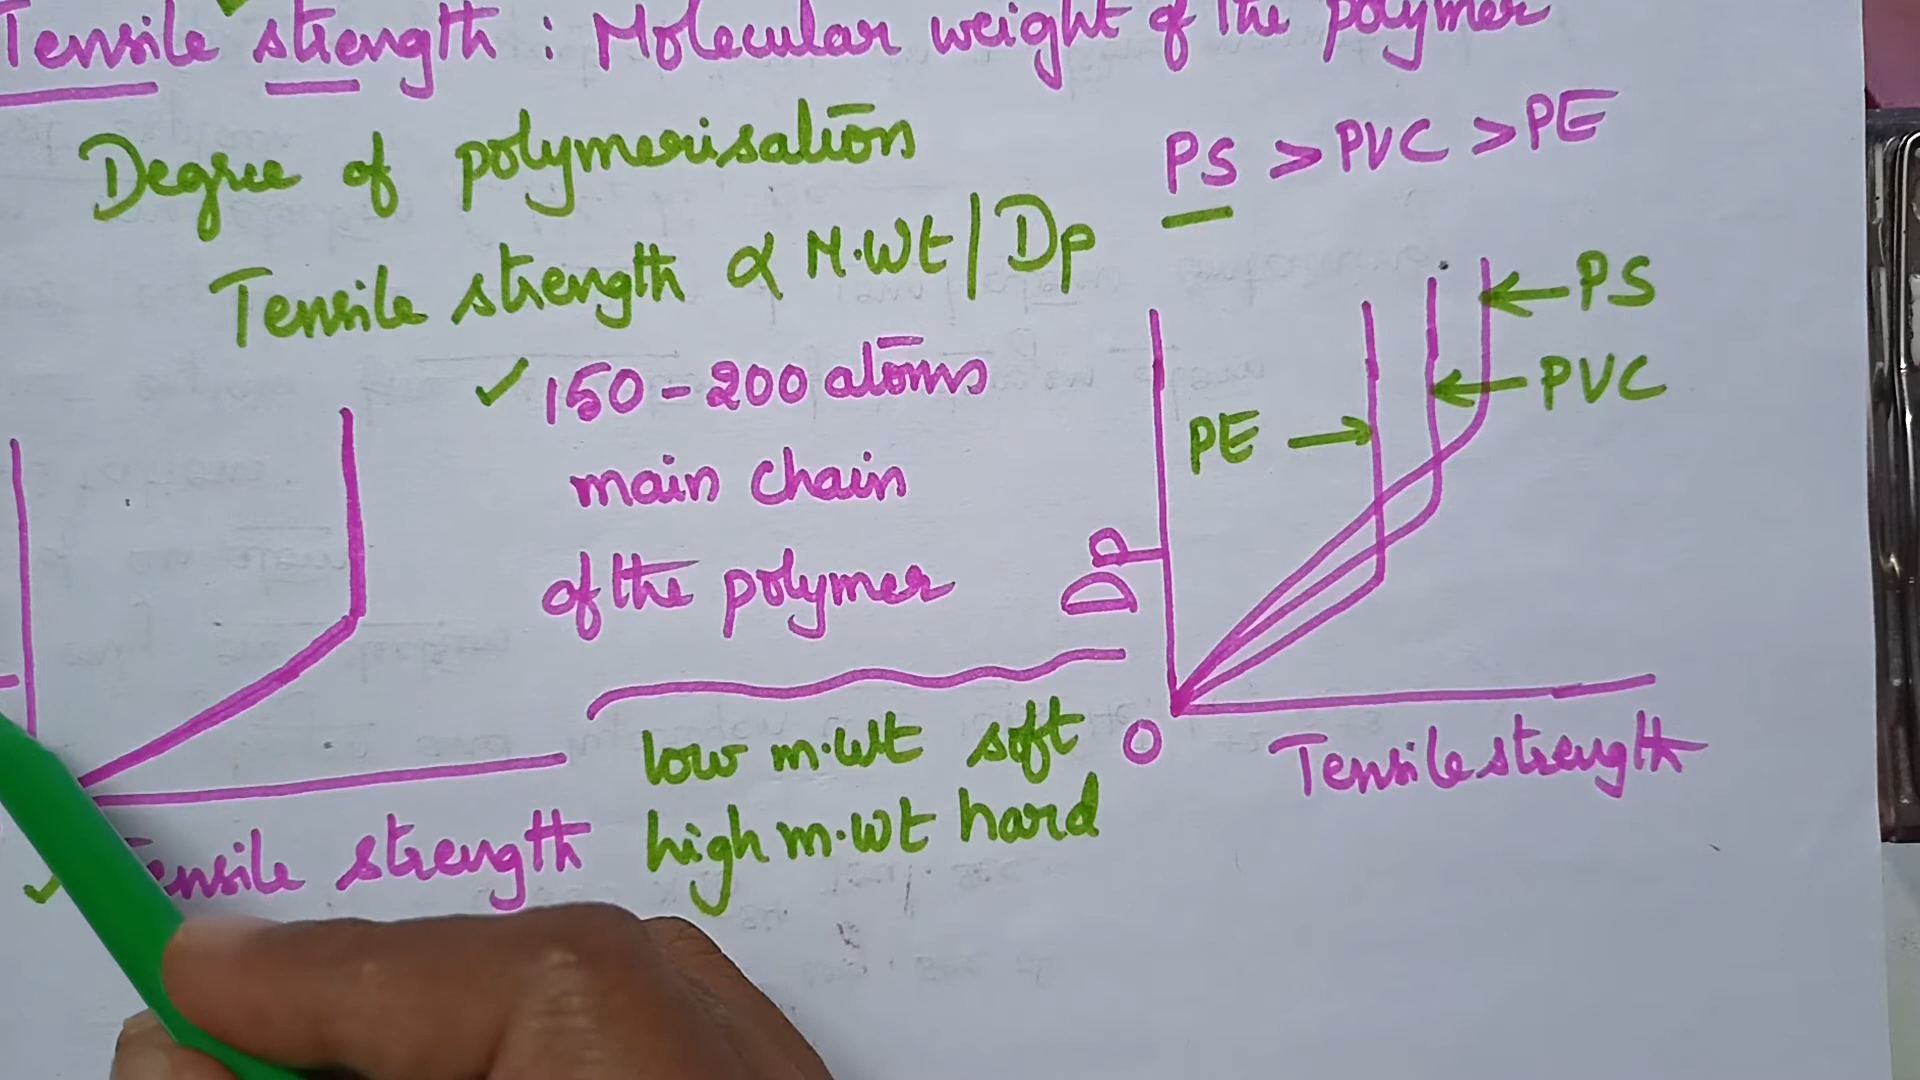 Tensile strength : Molecular weight of the polymer
Degree of polymerisation
PS > PVC > PE
Tensile strength α M.Wt / Dp
✓ 150 - 200 atoms
main chain
of the polymer
PE → 
← PS
← PVC
Dp
low m.wt soft
high m.wt hard
O
Tensile strength
✓ Tensile strength